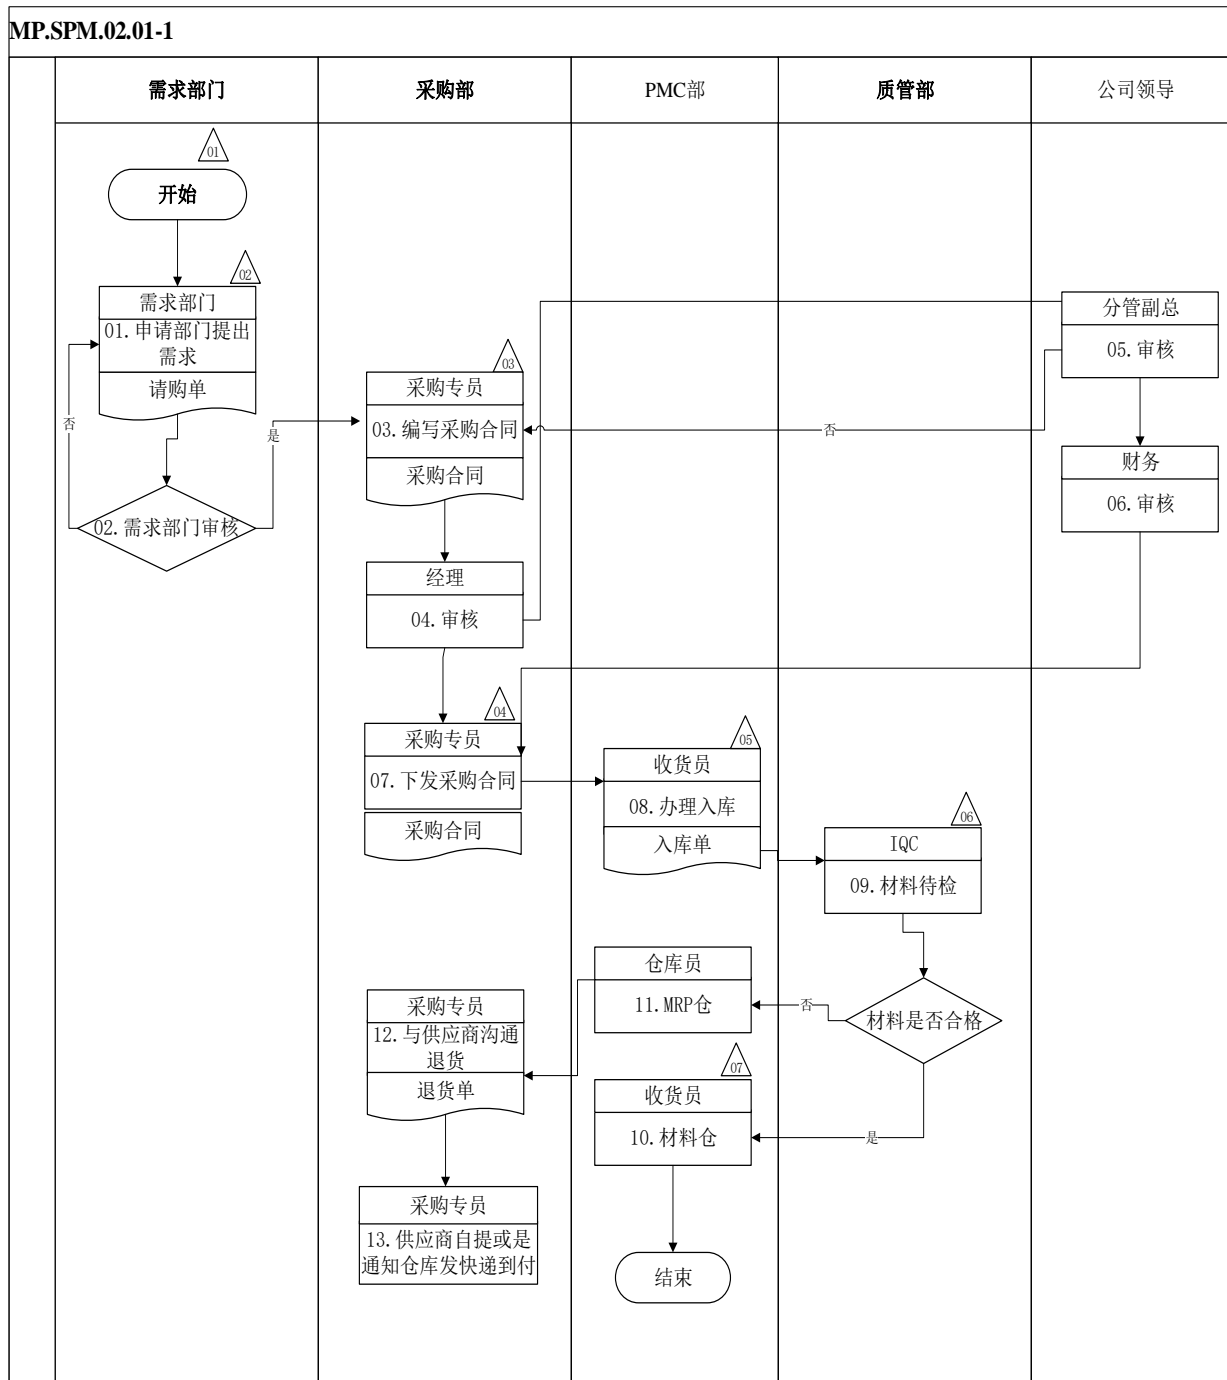 MP.SPM.02.01-1
需求部门
采购部
PMC部
质管部
公司领导
01
开始
02
需求部门
01.申请部门提出
需求
请购单
否
是
02.需求部门审核
03
采购专员
03.编写采购合同
采购合同
否
分管副总
05.审核
财务
06.审核
经理
04.审核
04
采购专员
07.下发采购合同
采购合同
05
收货员
08.办理入库
入库单
06
IQC
09.材料待检
材料是否合格
否
是
仓库员
11.MRP仓
采购专员
12.与供应商沟通
退货
退货单
07
收货员
10.材料仓
采购专员
13.供应商自提或是
通知仓库发快递到付
结束